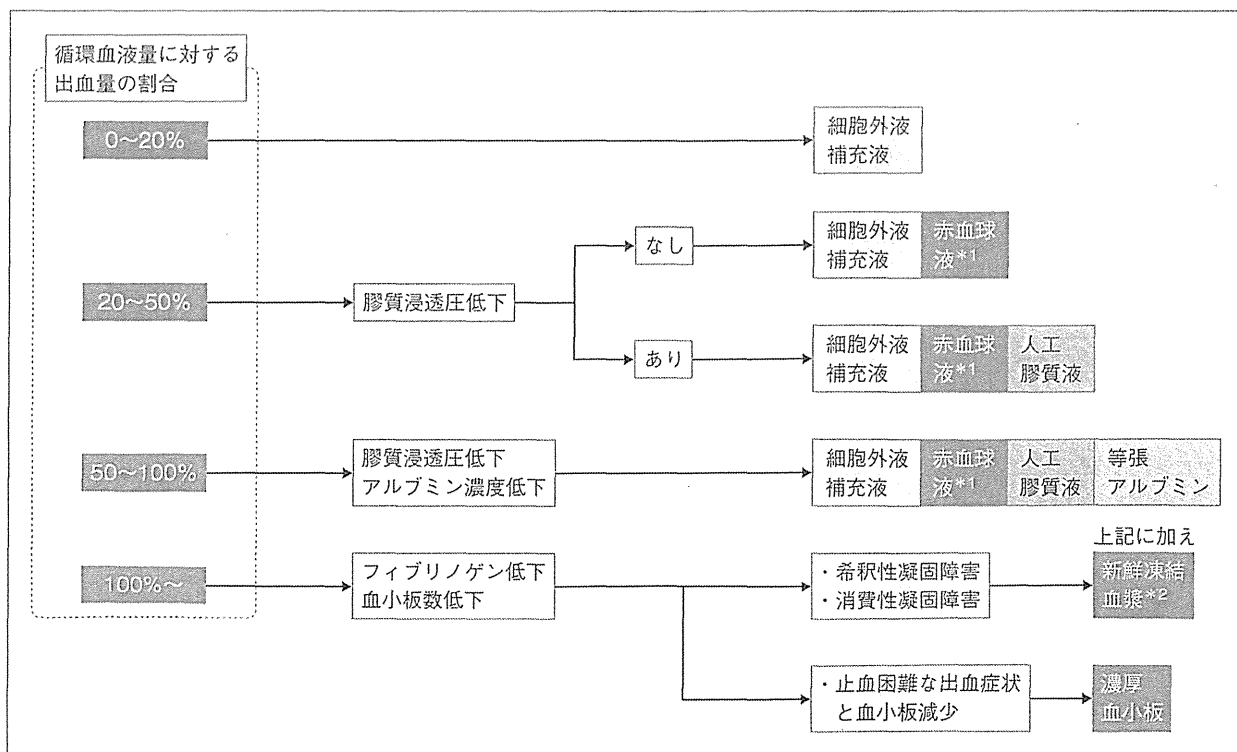 循環血液量に対する
出血量の割合
0〜20%
細胞外液
補充液
20〜50%
膠質浸透圧低下
なし
細胞外液
補充液
赤血球
液*1
あり
細胞外液
補充液
赤血球
液*1
人工
膠質液
50〜100%
膠質浸透圧低下
アルブミン濃度低下
細胞外液
補充液
赤血球
液*1
人工
膠質液
等張
アルブミン
100%〜
フィブリノゲン低下
血小板数低下
・希釈性凝固障害
・消費性凝固障害
上記に加え
新鮮凍結
血漿*2
・止血困難な出血症状
と血小板減少
濃厚
血小板